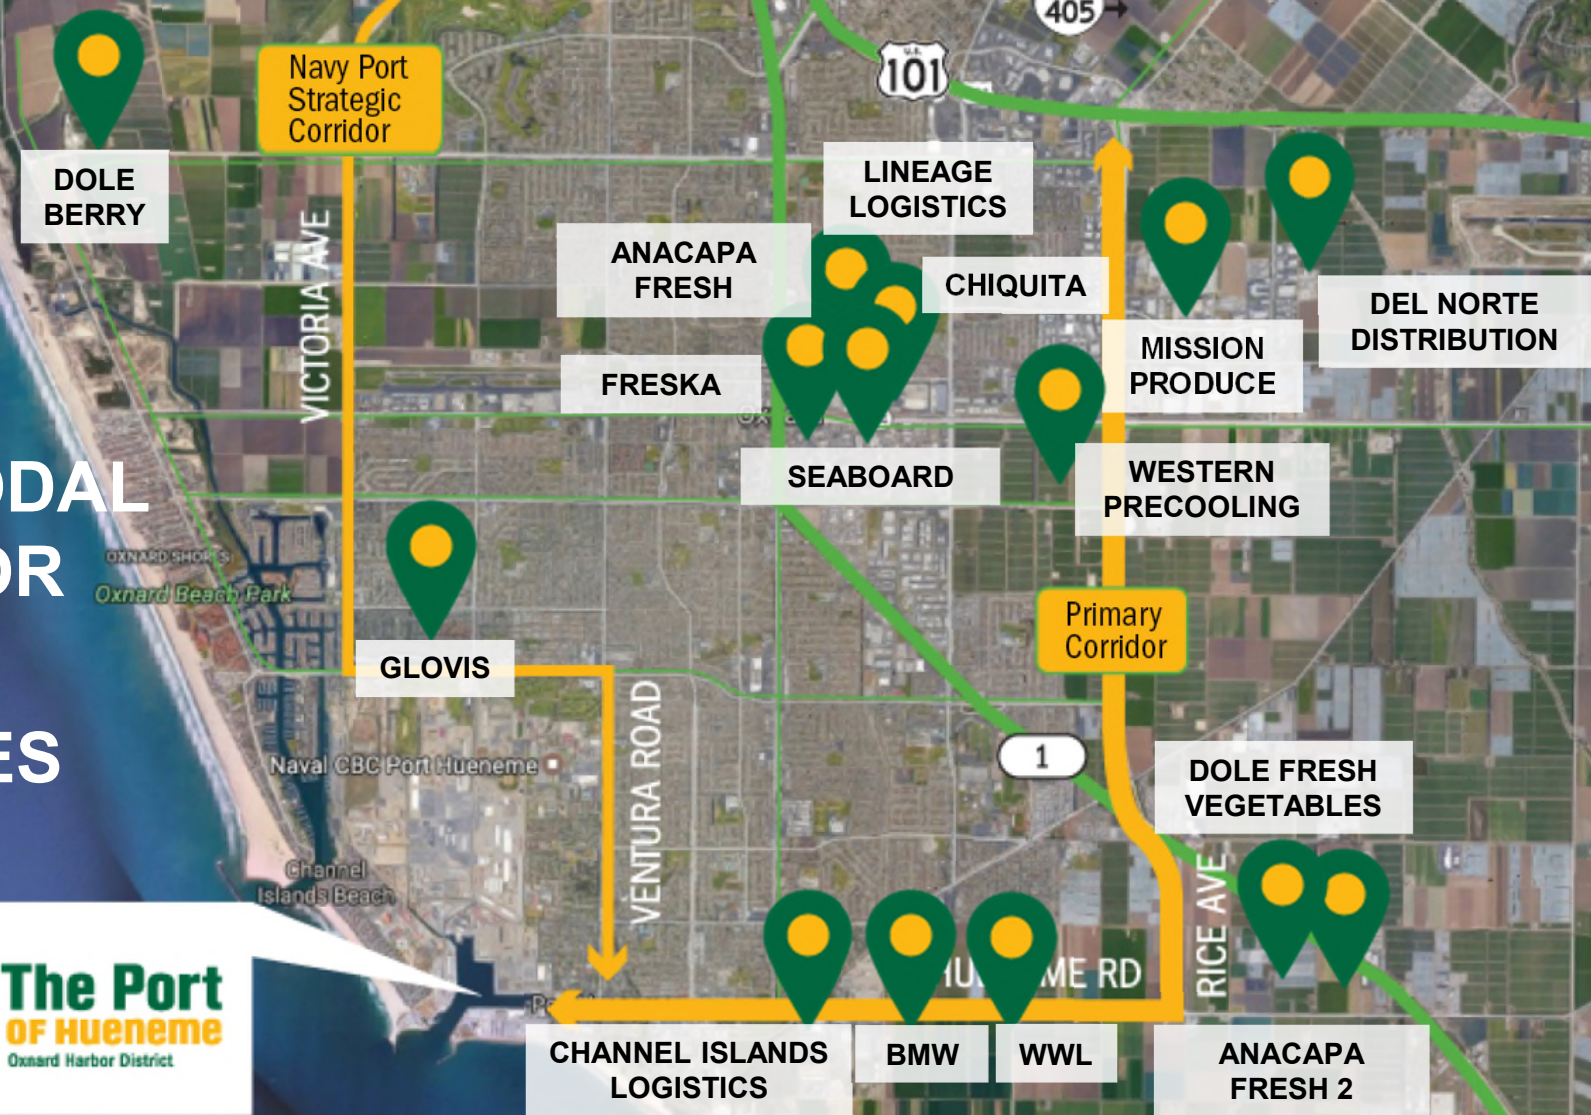 405
U.S.
101
Navy Port
Strategic
Corridor
DOLE
BERRY
LINEAGE
LOGISTICS
ANACAPA
FRESH
CHIQUITA
DEL NORTE
DISTRIBUTION
VICTORIA AVE
MISSION
PRODUCE
FRESKA
SEABOARD
WESTERN
PRECOOLING
ODAL
OR
ES
OXNARD SHORES
Oxnard Beach Park
Primary
Corridor
GLOVIS
VENTURA ROAD
Naval CBC Port Hueneme
1
DOLE FRESH
VEGETABLES
Channel
Islands Beach
RICE AVE
HUENEME RD
The Port
OF HUENEME
Oxnard Harbor District
CHANNEL ISLANDS
LOGISTICS
BMW
WWL
ANACAPA
FRESH 2